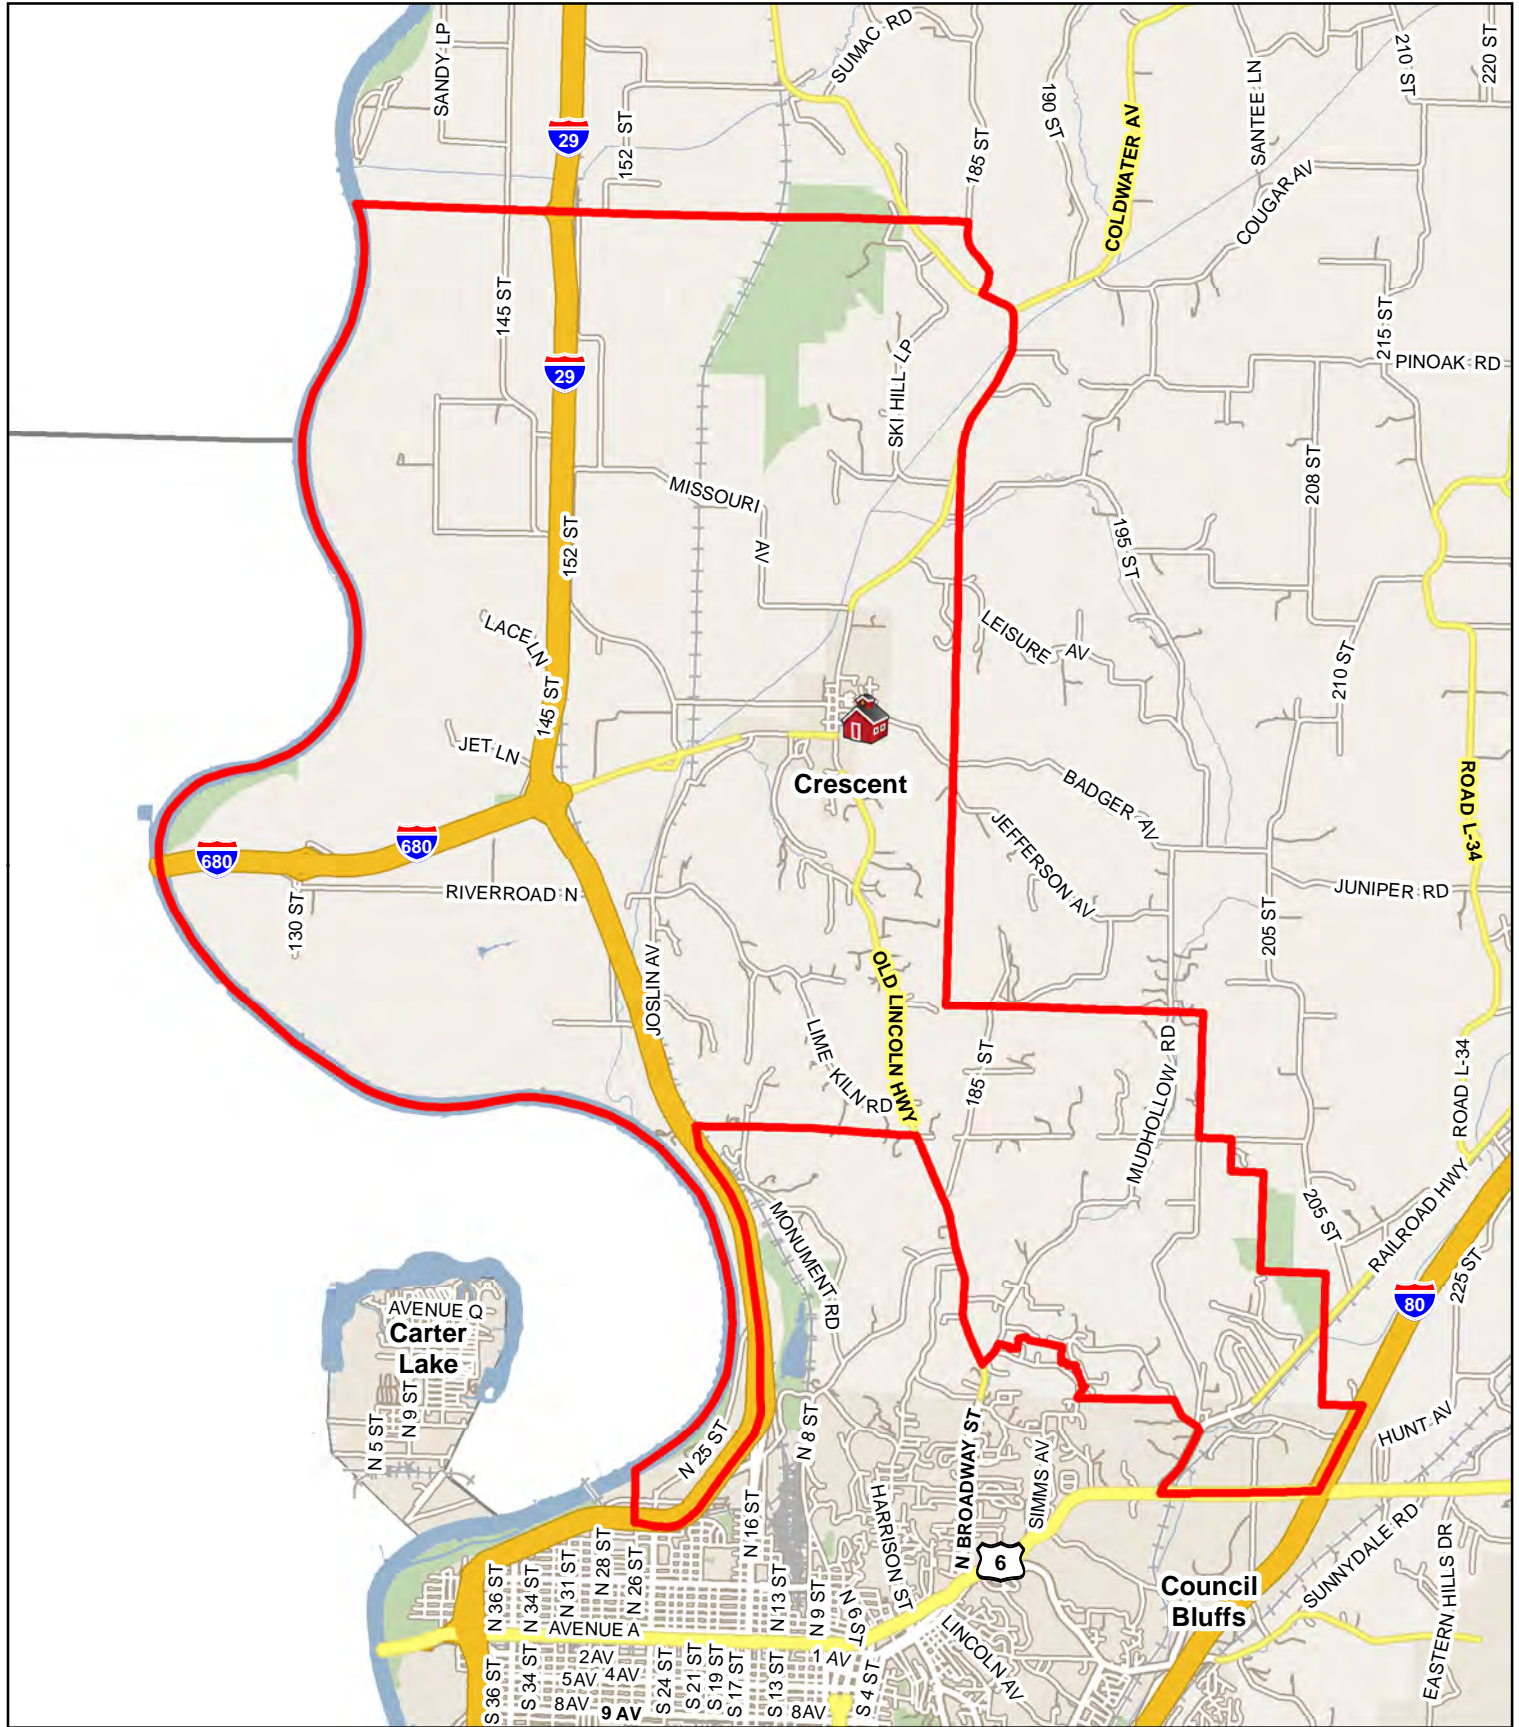 SANDY LP
SUMAC RD
210 ST
220 ST
190 ST
SANTEE LN
COLDWATER AV
29
152 ST
185 ST
COUGAR AV
145 ST
215 ST
29
PINOAK RD
SKI HILL LP
MISSOURI
AV
208 ST
152 ST
195 ST
LACE LN
LEISURE AV
210 ST
145 ST
JET LN
Crescent
BADGER AV
ROAD L-34
680
680
JEFFERSON AV
RIVERROAD N
JUNIPER RD
130 ST
205 ST
JOSLIN AV
OLD LINCOLN HWY
LIME KILN RD
185 ST
MUDHOLLOW RD
ROAD L-34
MONUMENT RD
205 ST
RAILROAD HWY
225 ST
80
AVENUE Q
Carter
Lake
N 9 ST
N 5 ST
N 25 ST
N 8 ST
HUNT AV
N BROADWAY ST
SIMMS AV
HARRISON ST
N 16 ST
6
SUNNYDALE RD
EASTERN HILLS DR
Council
Bluffs
N 36 ST
N 34 ST
N 31 ST
N 28 ST
N 26 ST
N 13 ST
N 9 ST
N 6 ST
AVENUE A
LINCOLN AV
1 AV
2AV
4AV
5AV
8AV
9 AV
8AV
S 36 ST
S 34 ST
S 24 ST
S 21 ST
S 19 ST
S 17 ST
S 13 ST
S 4 ST